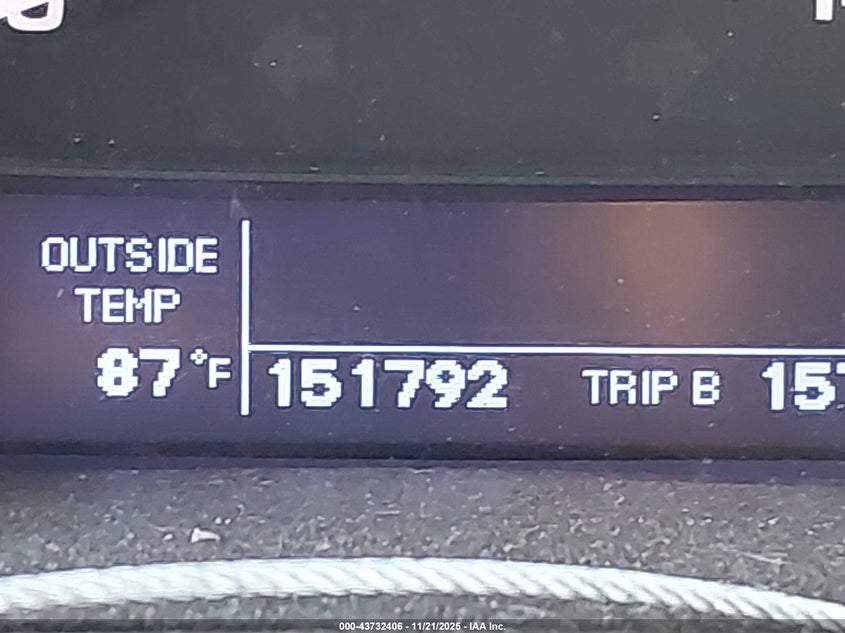 OUTSIDE
TEMP
87°F
151792 TRIP B
000-43732406 - 11/21/2025 - IAA Inc.